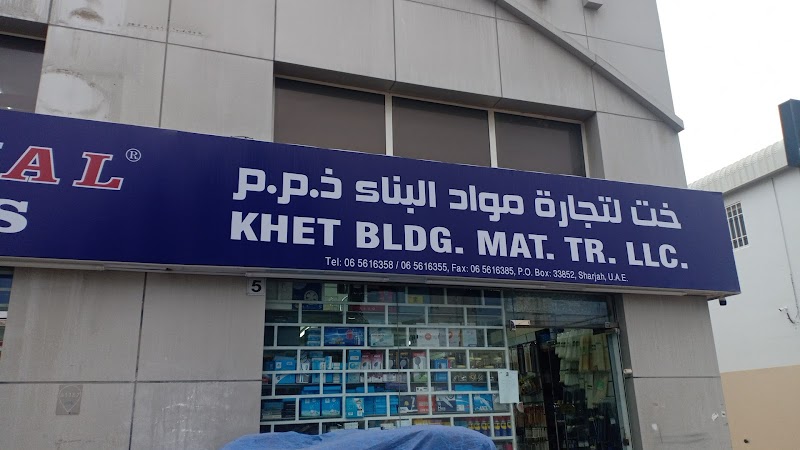 خت لتجارة مواد البناء ذ.م.م
KHET BLDG. MAT. TR. LLC.
Tel: 06 5616358 / 06 5616355, Fax: 06 5616385, P.O. Box: 33852, Sharjah, U.A.E.
5